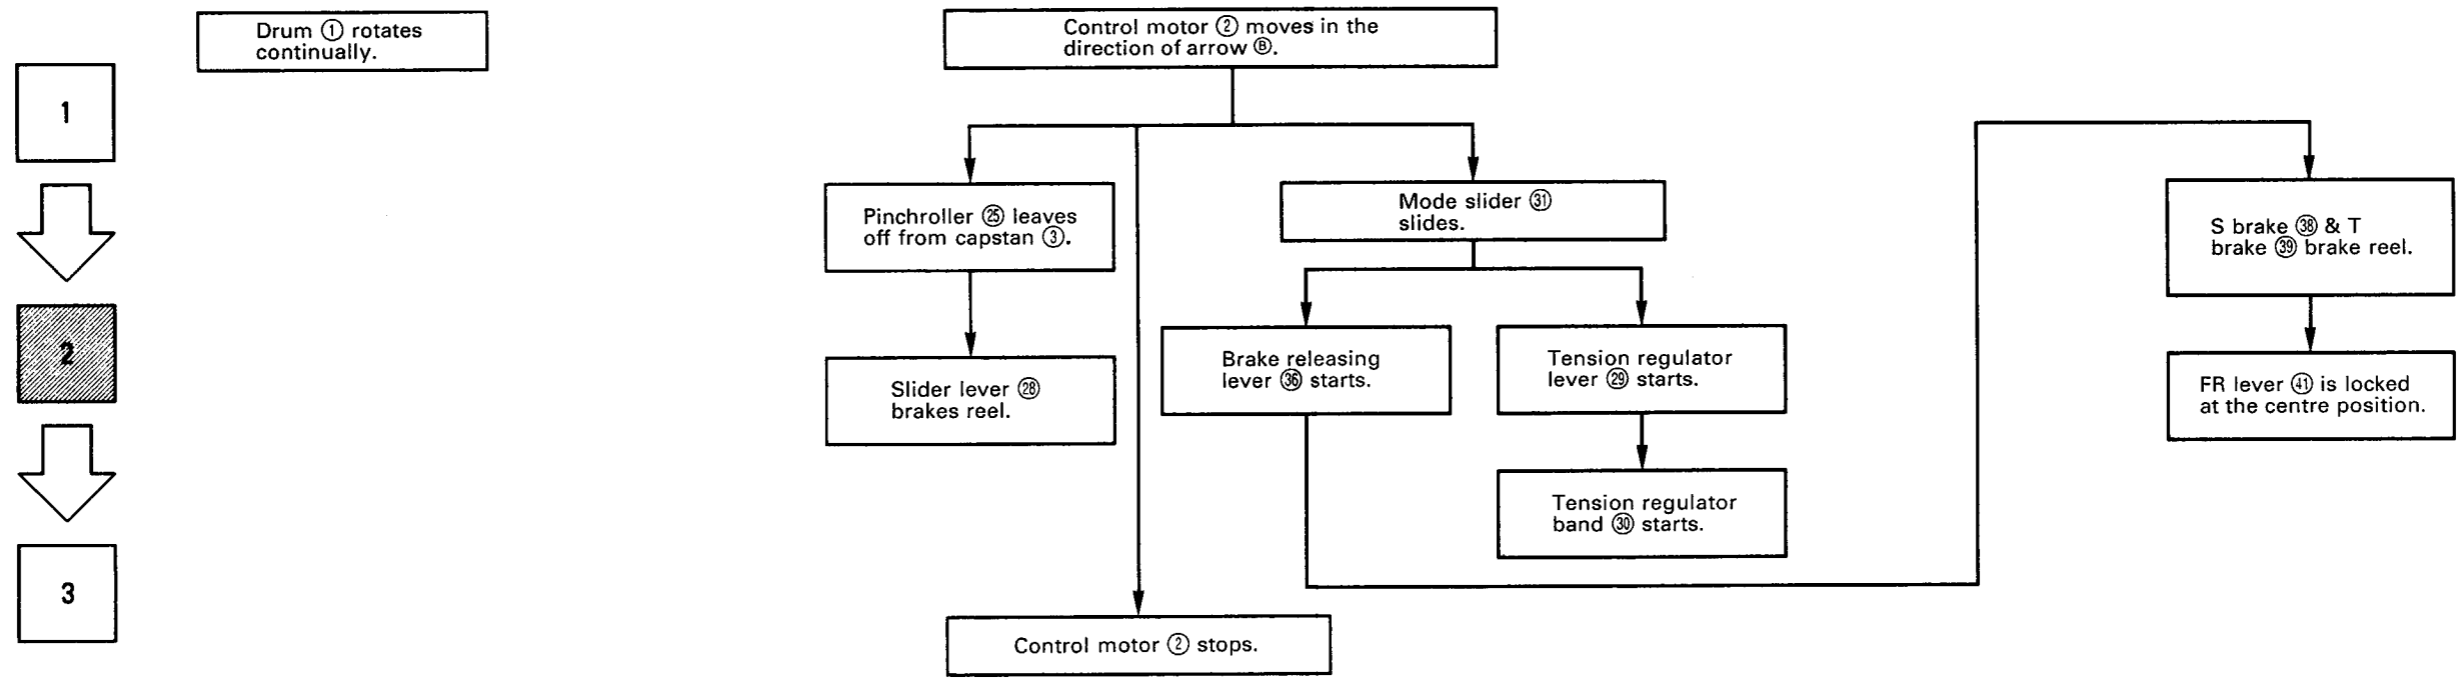 Drum ① rotates
continually.
Control motor ② moves in the
direction of arrow Ⓑ.
1
2
3
Pinchroller ㉕ leaves
off from capstan ③.
Mode slider ㉛
slides.
S brake ㊳ & T
brake ㊴ brake reel.
Slider lever ㉘
brakes reel.
Brake releasing
lever ㊱ starts.
Tension regulator
lever ㉙ starts.
FR lever ㊶ is locked
at the centre position.
Tension regulator
band ㉚ starts.
Control motor ② stops.